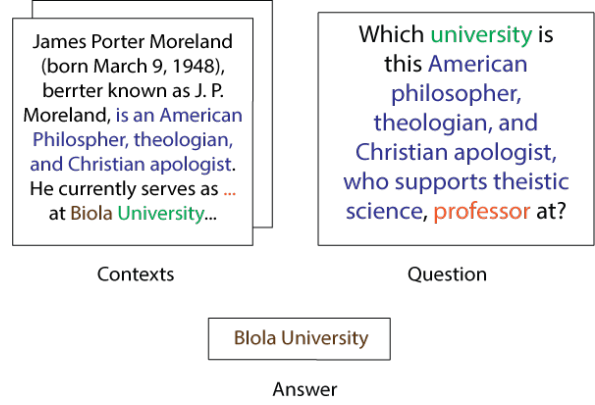 James Porter Moreland
(born March 9, 1948),
berrter known as J. P.
Moreland, is an American
Philospher, theologian,
and Christian apologist.
He currently serves as ...
at Biola University...
Contexts
Which university is
this American
philosopher,
theologian, and
Christian apologist,
who supports theistic
science, professor at?
Question
BIola University
Answer